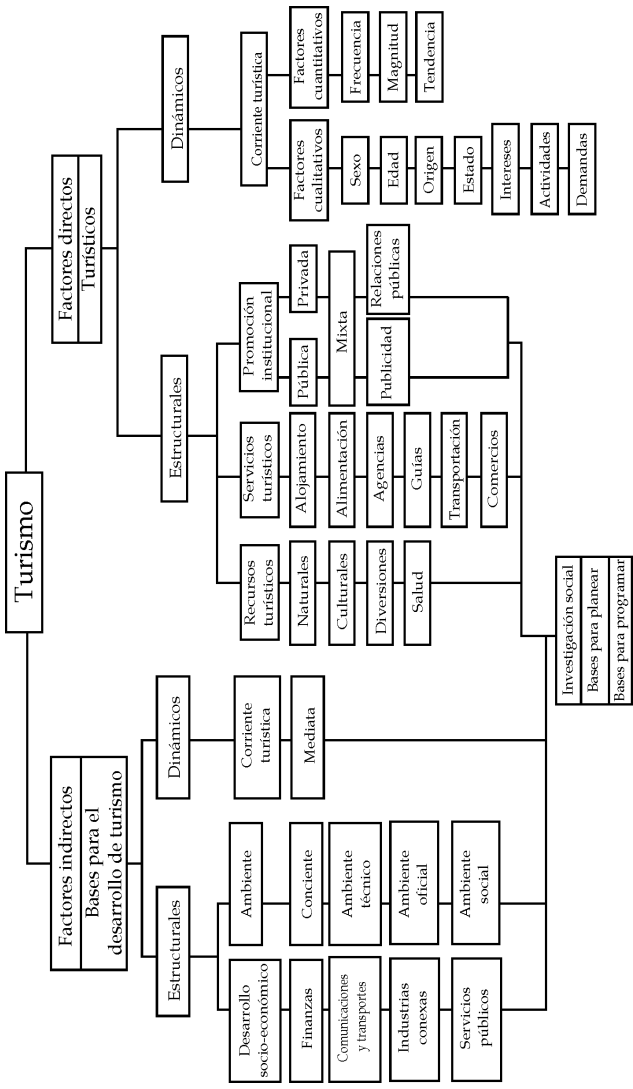 Turismo
Factores indirectos
Bases para el
desarrollo de turismo
Estructurales
Desarrollo
socio-económico
Finanzas
Comunicaciones
y transportes
Industrias
conexas
Servicios
públicos
Ambiente
Conciente
Ambiente
técnico
Ambiente
oficial
Ambiente
social
Dinámicos
Corriente
turística
Mediata
Factores directos
Turísticos
Estructurales
Recursos
turísticos
Naturales
Culturales
Diversiones
Salud
Servicios
turísticos
Alojamiento
Alimentación
Agencias
Guías
Transportación
Comercios
Promoción
institucional
Pública
Privada
Mixta
Publicidad
Relaciones
públicas
Dinámicos
Corriente turística
Factores
cualitativos
Sexo
Edad
Origen
Estado
Intereses
Actividades
Demandas
Factores
cuantitativos
Frecuencia
Magnitud
Tendencia
Investigación social
Bases para planear
Bases para programar